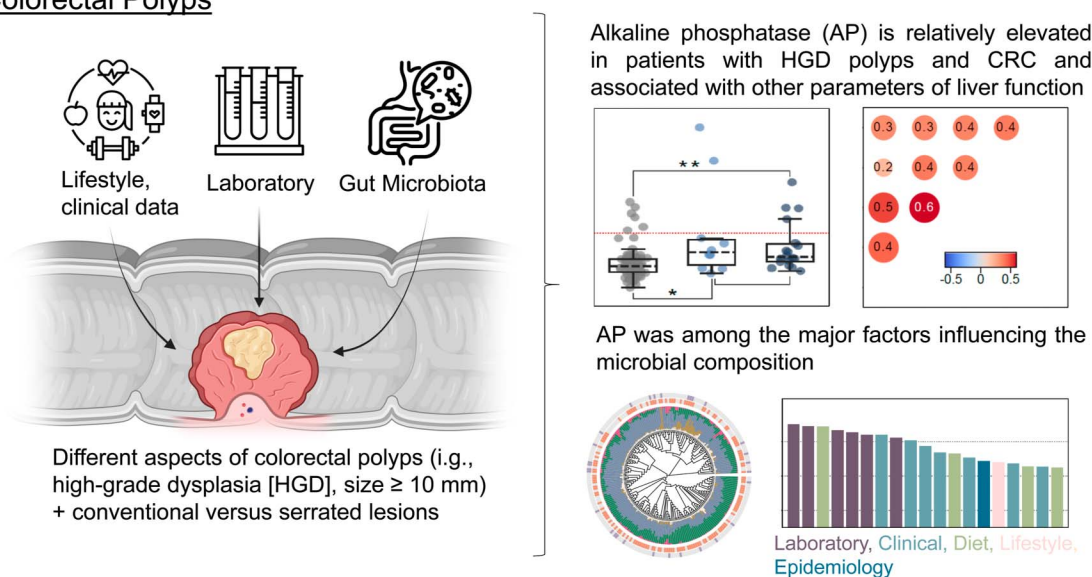 Colorectal Polyps
Lifestyle,
clinical data
Laboratory
Gut Microbiota
Different aspects of colorectal polyps (i.g.,
high-grade dysplasia [HGD], size ≥ 10 mm)
+ conventional versus serrated lesions
Alkaline phosphatase (AP) is relatively elevated
in patients with HGD polyps and CRC and
associated with other parameters of liver function
**
*
0.3 0.3 0.4 0.4
0.2 0.4 0.4
0.5 0.6
0.4
-0.5 0 0.5
AP was among the major factors influencing the
microbial composition
Laboratory, Clinical, Diet, Lifestyle,
Epidemiology